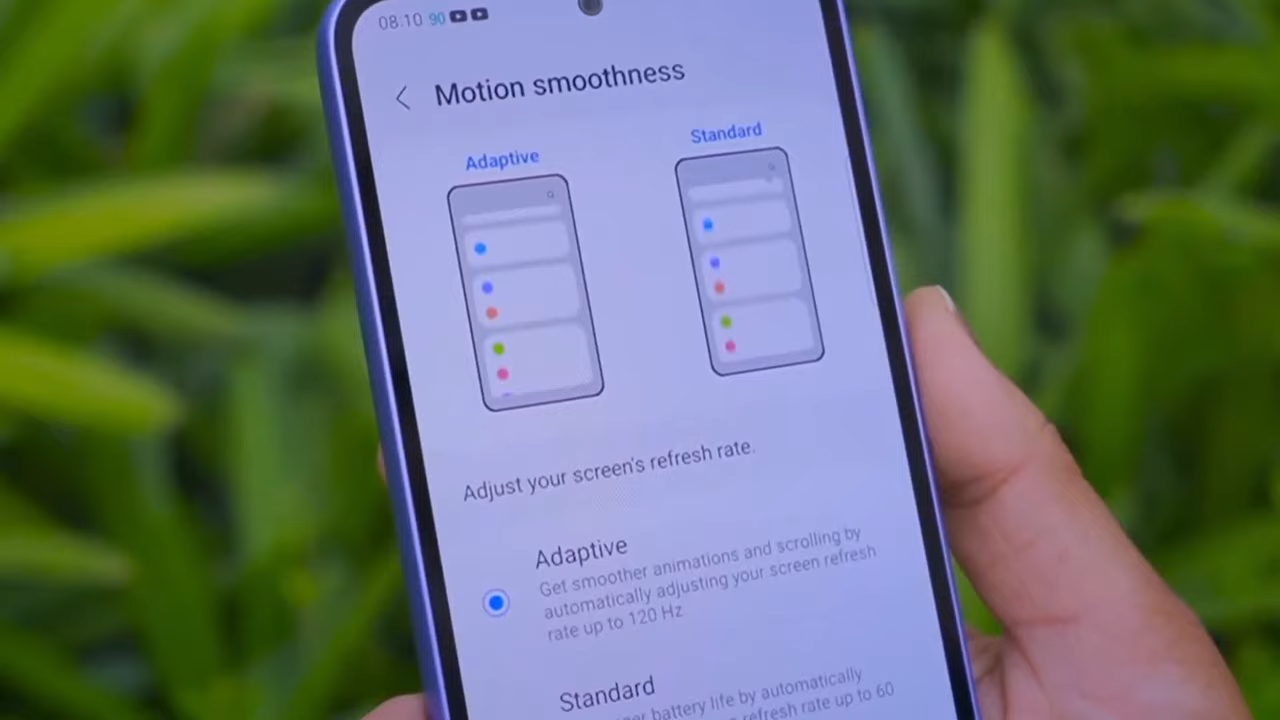 08:10 90
Motion smoothness
Adaptive
Standard
Adjust your screen's refresh rate.
Adaptive
Get smoother animations and scrolling by
automatically adjusting your screen refresh
rate up to 120 Hz
Standard
battery life by automatically
refresh rate up to 60